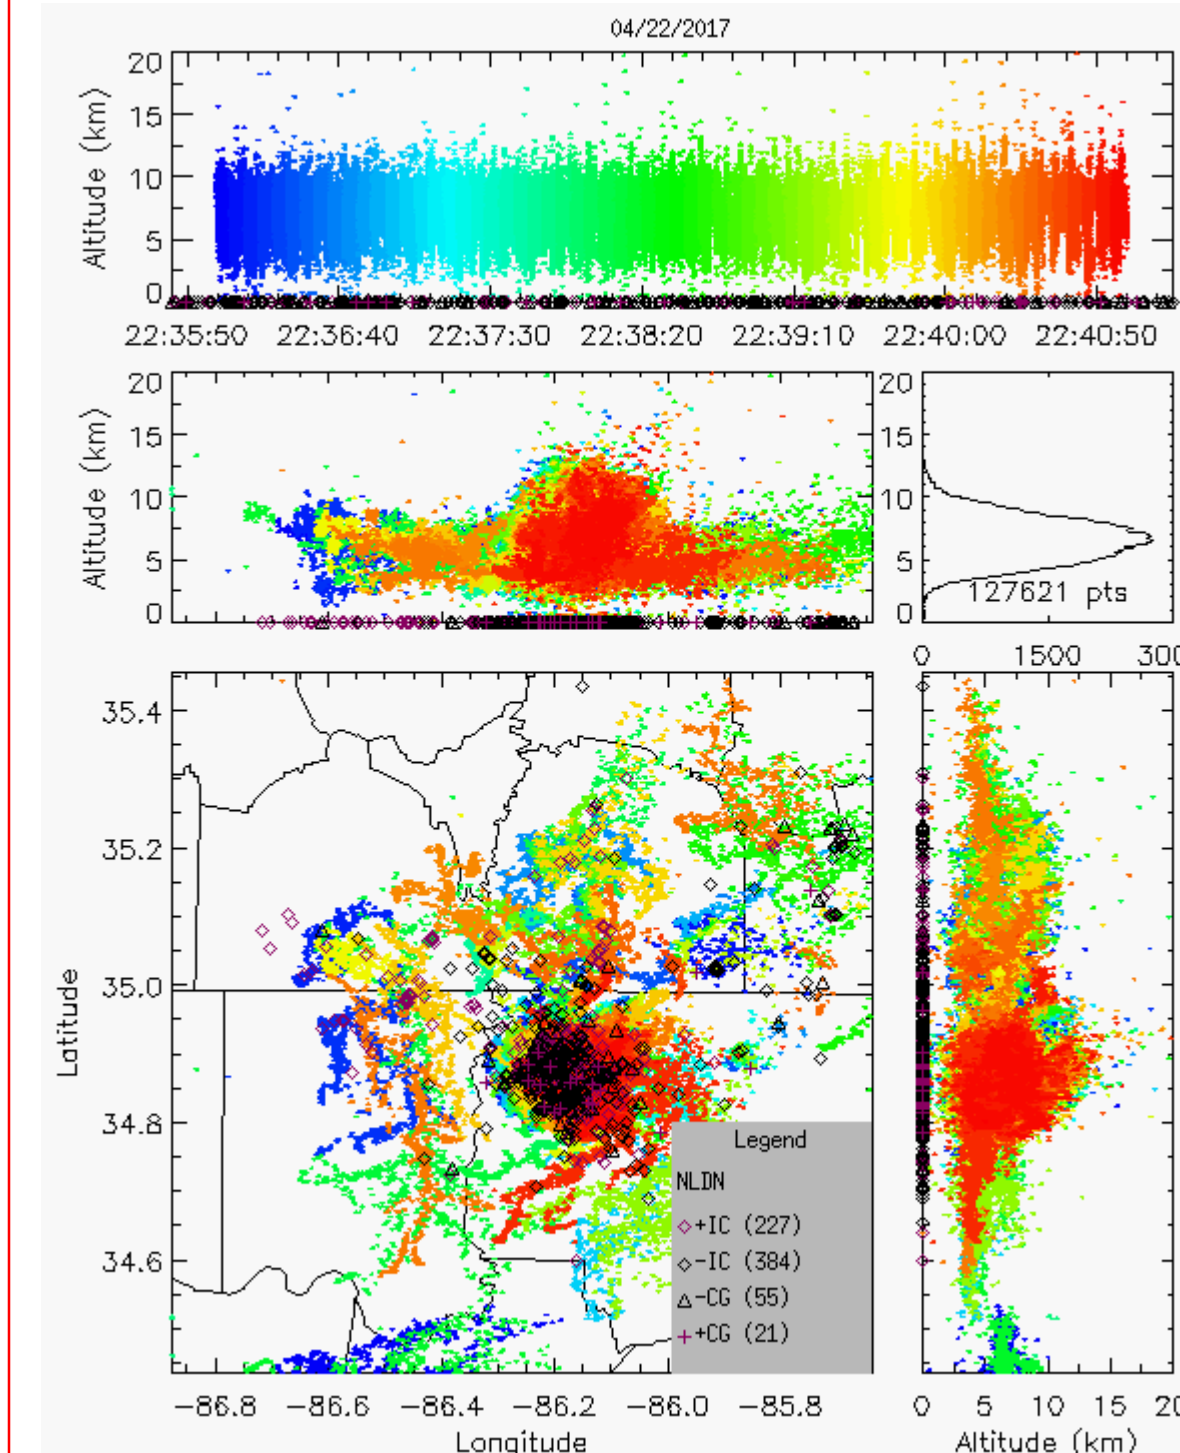 04/22/2017
20
15
10
5
0
Altitude (km)
22:35:50 22:36:40 22:37:30 22:38:20 22:39:10 22:40:00 22:40:50
20
15
10
5
0
Altitude (km)
20
15
10
5
0
127621 pts
0 1500 300
35.4
35.2
35.0
34.8
34.6
Latitude
Legend
NLDN
+IC (227)
-IC (384)
-CG (55)
+CG (21)
-86.8 -86.6 -86.4 -86.2 -86.0 -85.8
Longitude
0 5 10 15 20
Altitude (km)